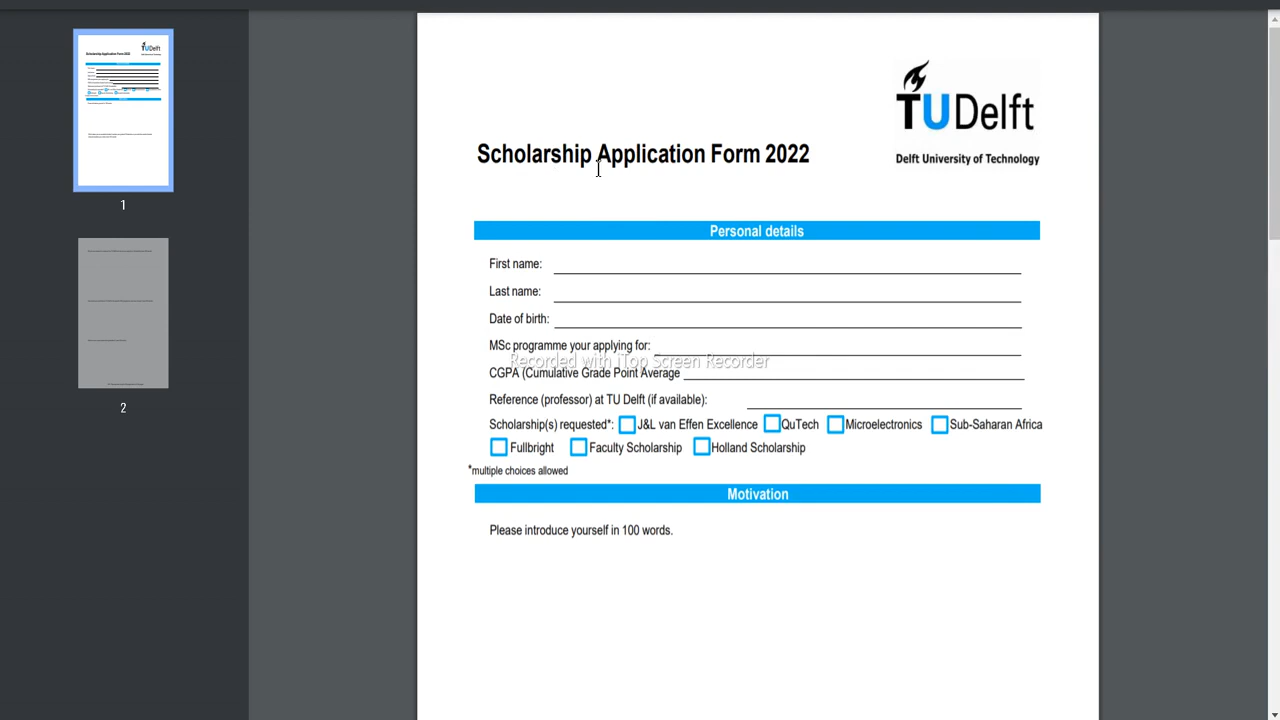 TU Delft
Delft University of Technology
Scholarship Application Form 2022
Personal details
First name:
Last name:
Date of birth:
MSc programme your applying for:
Recorded with iTop Screen Recorder
CGPA (Cumulative Grade Point Average
Reference (professor) at TU Delft (if available):
Scholarship(s) requested*: J&L van Effen Excellence QuTech Microelectronics Sub-Saharan Africa
Fullbright Faculty Scholarship Holland Scholarship
*multiple choices allowed
Motivation
Please introduce yourself in 100 words.
1
2